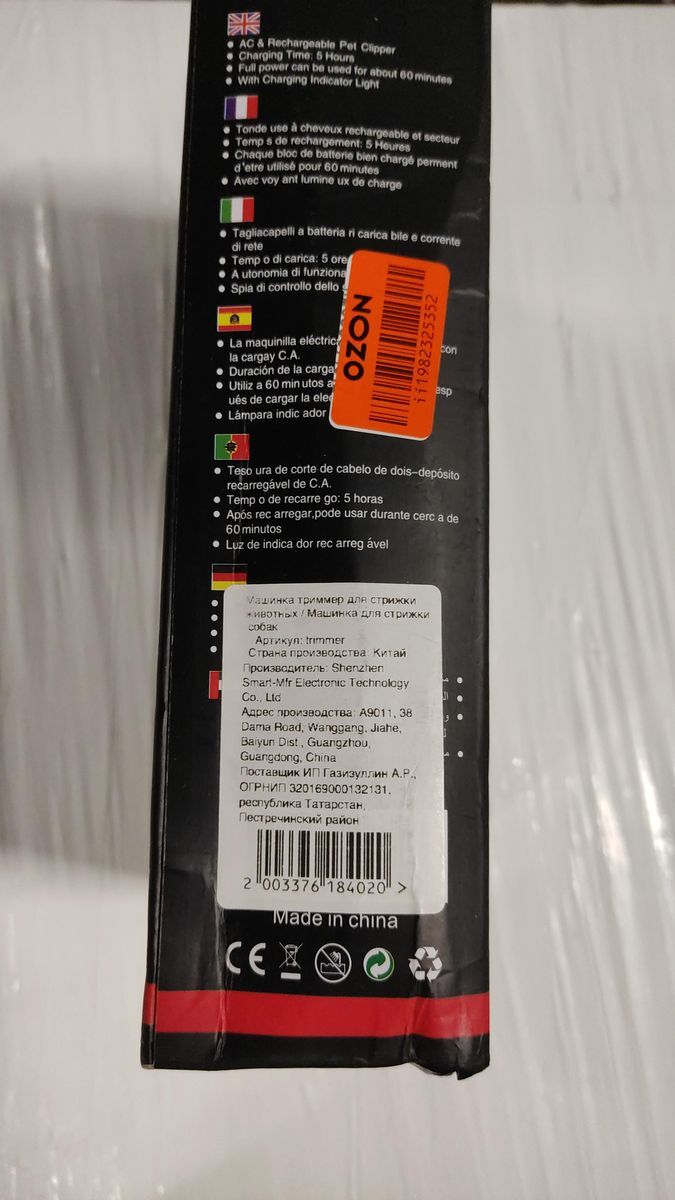 AC & Rechargeable Pet Clipper
Charging Time: 5 Hours
Full power can be used for about 60 minutes
With Charging Indicator Light
Tonde use à cheveux rechargeable et secteur
Temp s de rechargement: 5 Heures
Chaque bloc de batterie bien chargé perment
d'etre utilisé pour 60 minutes
Avec voy ant lumine ux de charge
Tagliacapelli a batteria ri carica bile e corrente
di rete
Temp o di carica: 5 ore
A utonomia di funziona
Spia di controllo dello
La maquinilla eléctric
con
la cargay C.A.
Duración de la carga
Utiliz a 60 min utos a
esp
ués de cargar la ele
Lámpara indic ador
OZON
ii1982325352
Teso ura de corte de cabelo de dois-depósito
recarregável de C.A.
Temp o de recarre go: 5 horas
Após rec arregar,pode usar durante cerc a de
60 minutos
Luz de indica dor rec arreg ável
Машинка триммер для стрижки
животных / Машинка для стрижки
собак
Артикул: trimmer
Страна производства: Китай
Производитель: Shenzhen
Smart-Mfr Electronic Technology
Co., Ltd
Адрес производства: A9011, 38
Dama Road, Wanggang, Jiahe,
Baiyun Dist., Guangzhou,
Guangdong, China
Поставщик ИП Газизуллин А.Р.,
ОГРНИП 320169000132131,
республика Татарстан,
Пестречинский район
2 003376 184020 >
Made in china
CE